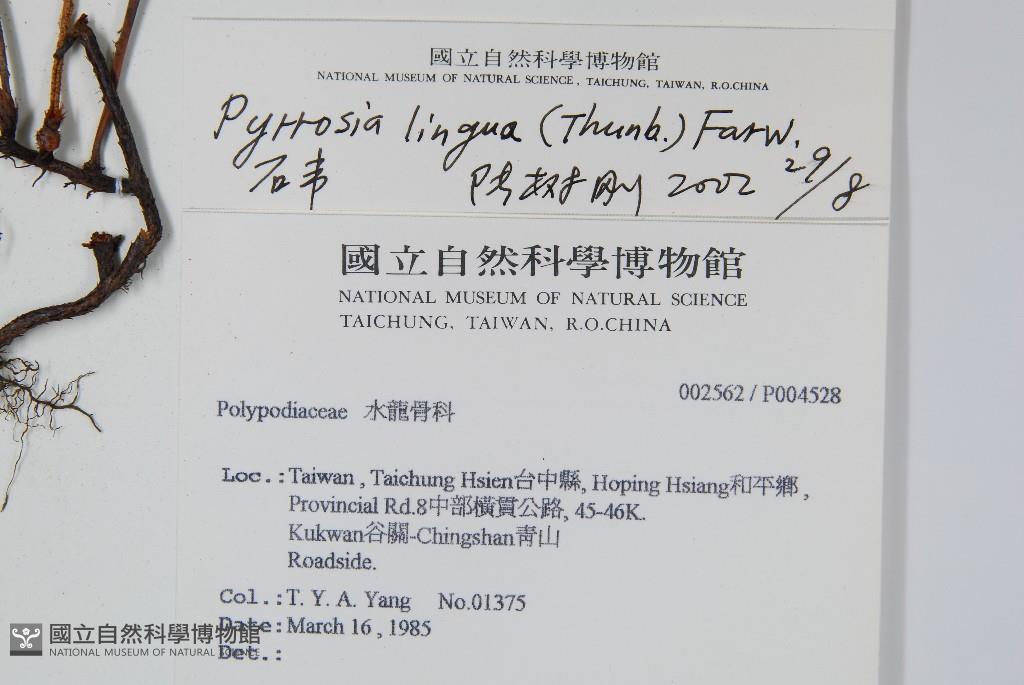 國立自然科學博物館
NATIONAL MUSEUM OF NATURAL SCIENCE, TAICHUNG, TAIWAN, R.O.CHINA
Pyrrosia lingua (Thunb.) Farw.
石韦 陈树刚 2002 29/8
國立自然科學博物館
NATIONAL MUSEUM OF NATURAL SCIENCE
TAICHUNG, TAIWAN, R.O.CHINA
002562 / P004528
Polypodiaceae 水龍骨科
Loc.: Taiwan , Taichung Hsien台中縣, Hoping Hsiang和平鄉 ,
Provincial Rd.8中部橫貫公路, 45-46K.
Kukwan谷關-Chingshan青山
Roadside.
Col.: T. Y. A. Yang No.01375
Date: March 16 , 1985
Det.:
國立自然科學博物館
NATIONAL MUSEUM OF NATURAL SCIENCE